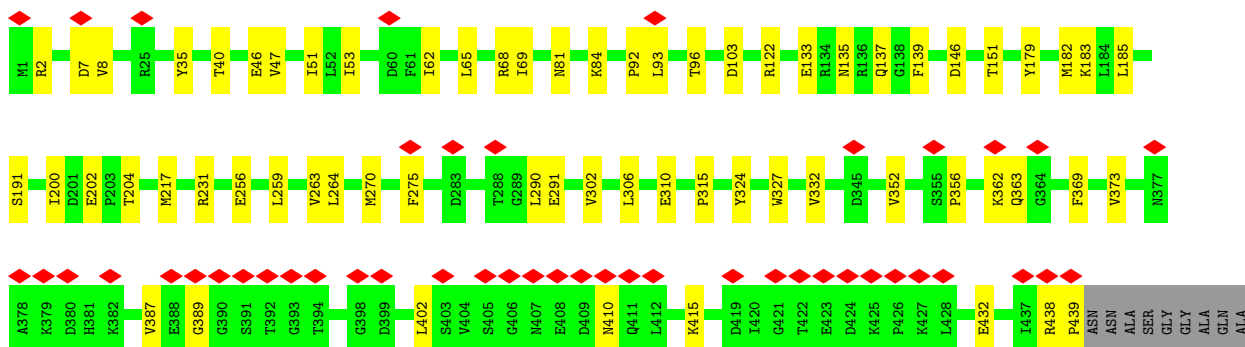 M1 R2 D7 V8 R25 Y35 T40 E46 V47 I51 L52 I53 D60 F61 I62 L65 R68 I69 N81 K84 P92 L93 T96 D103 R122 E133 R134 N135 R136 Q137 G138 F139 D146 T151 Y179 M182 K183 L184 L185
S191 I200 D201 E202 P203 T204 M217 R231 E256 L259 V263 L264 M270 F275 D283 T288 G289 L290 E291 V302 L306 E310 P315 Y324 W327 V332 D345 V352 S355 P356 K362 Q363 G364 F369 V373 N377
A378 K379 D380 H381 K382 V387 E388 G389 G390 S391 T392 G393 T394 G398 D399 L402 S403 V404 S405 G406 N407 E408 D409 N410 Q411 L412 K415 D419 I420 G421 T422 E423 D424 K425 P426 K427 L428 E432 I437 R438 P439 ASN ASN ALA SER GLY GLY ALA GLN ALA